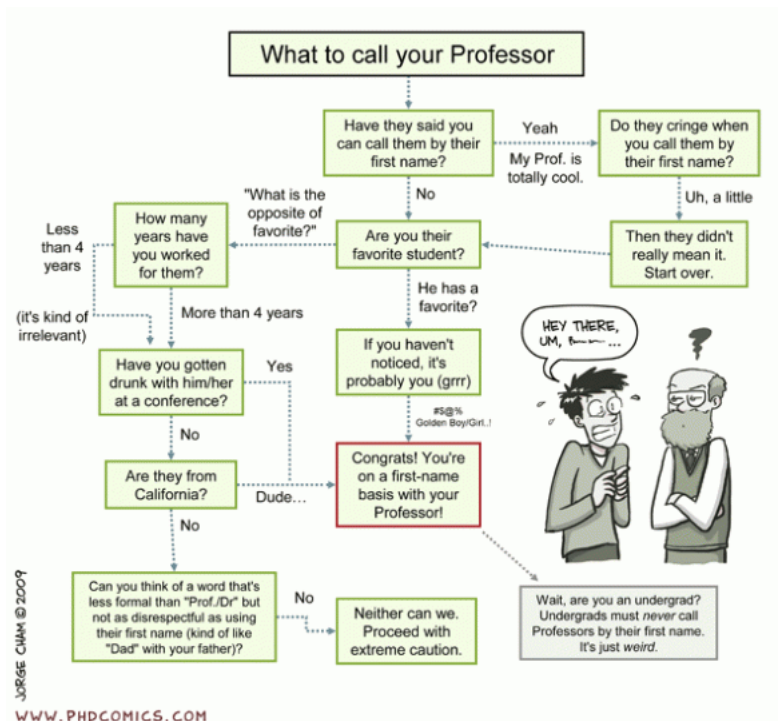 What to call your Professor
Have they said you
can call them by their
first name?
Yeah
My Prof. is
totally cool.
Do they cringe when
you call them by
their first name?
No
Uh, a little
"What is the
opposite of
favorite?"
Are you their
favorite student?
Then they didn't
really mean it.
Start over.
Less
than 4
years
How many
years have
you worked
for them?
He has a
favorite?
(it's kind of
irrelevant)
More than 4 years
If you haven't
noticed, it's
probably you (grrr)
HEY THERE,
UM,
?
Have you gotten
drunk with him/her
at a conference?
Yes
#$@%
Golden Boy/Girl..!
No
Are they from
California?
Dude...
Congrats! You're
on a first-name
basis with your
Professor!
No
Can you think of a word that's
less formal than "Prof./Dr" but
not as disrespectful as using
their first name (kind of like
"Dad" with your father)?
No
Neither can we.
Proceed with
extreme caution.
Wait, are you an undergrad?
Undergrads must never call
Professors by their first name.
It's just weird.
JORGE CHAM © 2009
WWW.PHDCOMICS.COM